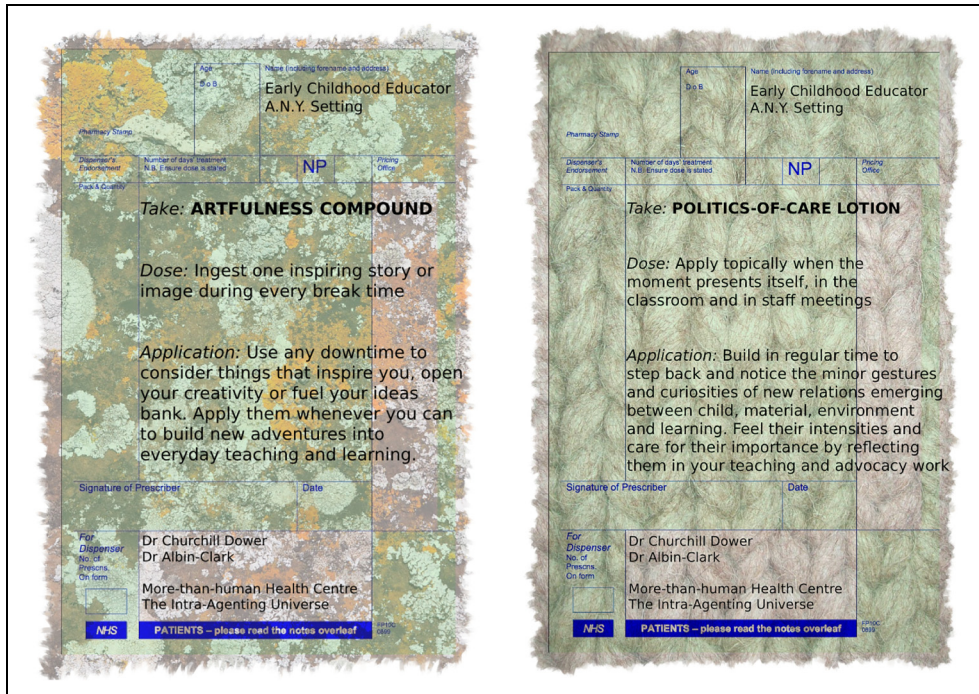 Age
Name (including forename and address)
D o B
Early Childhood Educator
A.N.Y. Setting
Pharmacy Stamp
Dispenser's
Endorsement
Number of days' treatment
N.B. Ensure dose is stated
NP
Pricing
Office
Pack & Quantity
Take: ARTFULNESS COMPOUND
Dose: Ingest one inspiring story or
image during every break time
Application: Use any downtime to
consider things that inspire you, open
your creativity or fuel your ideas
bank. Apply them whenever you can
to build new adventures into
everyday teaching and learning.
Signature of Prescriber
Date
For
Dispenser
No. of
Prescns.
On form
Dr Churchill Dower
Dr Albin-Clark
More-than-human Health Centre
The Intra-Agenting Universe
NHS
PATIENTS – please read the notes overleaf
FP10C
0899
Age
Name (including forename and address)
D o B
Early Childhood Educator
A.N.Y. Setting
Pharmacy Stamp
Dispenser's
Endorsement
Number of days' treatment
N.B. Ensure dose is stated
NP
Pricing
Office
Pack & Quantity
Take: POLITICS-OF-CARE LOTION
Dose: Apply topically when the
moment presents itself, in the
classroom and in staff meetings
Application: Build in regular time to
step back and notice the minor gestures
and curiosities of new relations emerging
between child, material, environment
and learning. Feel their intensities and
care for their importance by reflecting
them in your teaching and advocacy work
Signature of Prescriber
Date
For
Dispenser
No. of
Prescns.
On form
Dr Churchill Dower
Dr Albin-Clark
More-than-human Health Centre
The Intra-Agenting Universe
NHS
PATIENTS – please read the notes overleaf
FP10C
0899